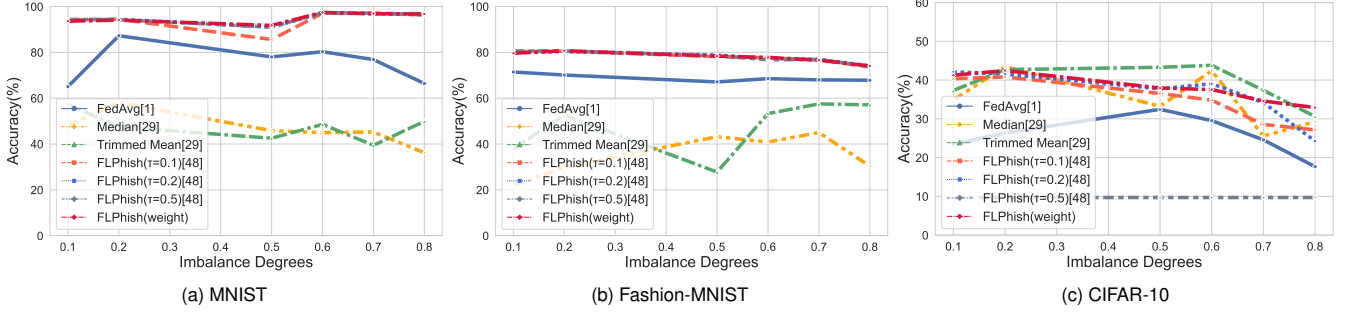 Accuracy(%)
100
80
60
40
20
0
FedAvg[1]
Median[29]
Trimmed Mean[29]
FLPhish(τ=0.1)[48]
FLPhish(τ=0.2)[48]
FLPhish(τ=0.5)[48]
FLPhish(weight)
0.1 0.2 0.3 0.4 0.5 0.6 0.7 0.8
Imbalance Degrees
(a) MNIST
Accuracy(%)
100
80
60
40
20
0
FedAvg[1]
Median[29]
Trimmed Mean[29]
FLPhish(τ=0.1)[48]
FLPhish(τ=0.2)[48]
FLPhish(τ=0.5)[48]
FLPhish(weight)
0.1 0.2 0.3 0.4 0.5 0.6 0.7 0.8
Imbalance Degrees
(b) Fashion-MNIST
Accuracy(%)
60
50
40
30
20
10
0
FedAvg[1]
Median[29]
Trimmed Mean[29]
FLPhish(τ=0.1)[48]
FLPhish(τ=0.2)[48]
FLPhish(τ=0.5)[48]
FLPhish(weight)
0.1 0.2 0.3 0.4 0.5 0.6 0.7 0.8
Imbalance Degrees
(c) CIFAR-10